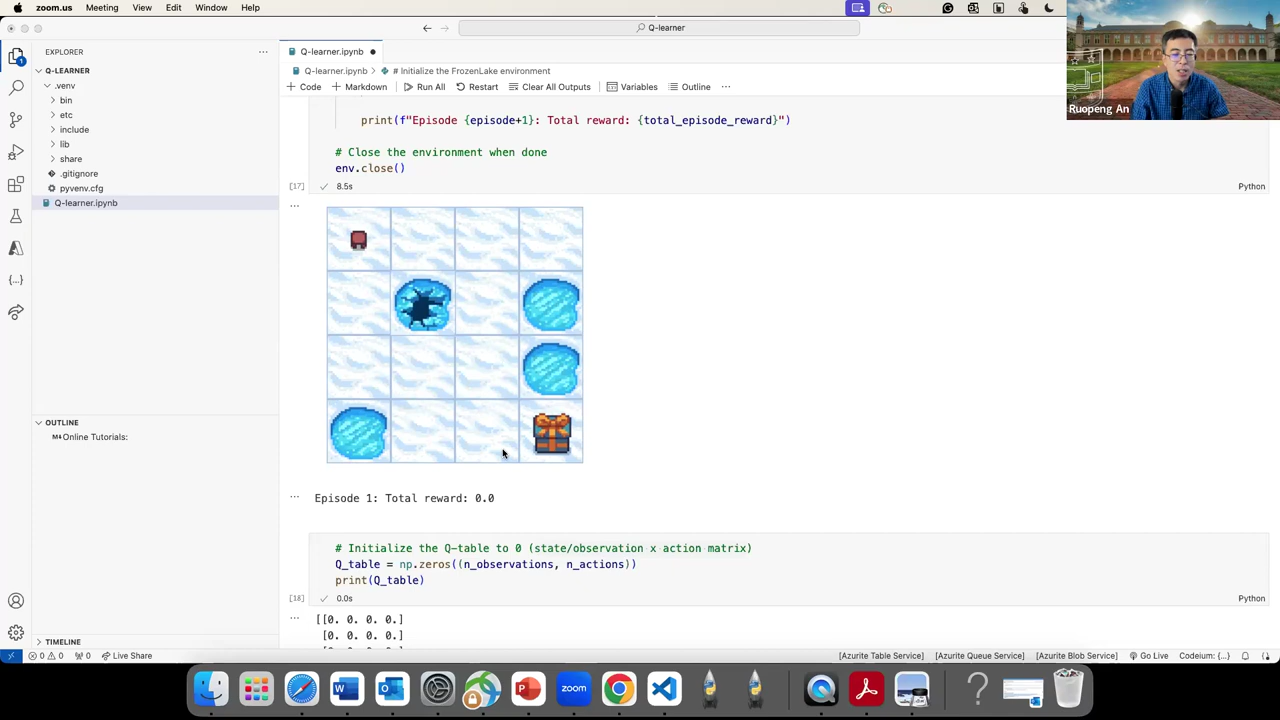 zoom.us Meeting View Edit Window Help
Q-learner
EXPLORER
Q-learner.ipynb
Q-LEARNER
Q-learner.ipynb > # Initialize the FrozenLake environment
.venv
Code Markdown Run All Restart Clear All Outputs Variables Outline
bin
etc
include
lib
share
.gitignore
pyvenv.cfg
Q-learner.ipynb
Ruopeng An
print(f"Episode {episode+1}: Total reward: {total_episode_reward}")
# Close the environment when done
env.close()
[17] 8.5s Python
Episode 1: Total reward: 0.0
# Initialize the Q-table to 0 (state/observation x action matrix)
Q_table = np.zeros((n_observations, n_actions))
print(Q_table)
[18] 0.0s Python
[[0. 0. 0. 0.]
[0. 0. 0. 0.]
OUTLINE
M Online Tutorials:
TIMELINE
0 0 0 Live Share [Azurite Table Service] [Azurite Queue Service] [Azurite Blob Service] Go Live Codeium: {...}
zoom